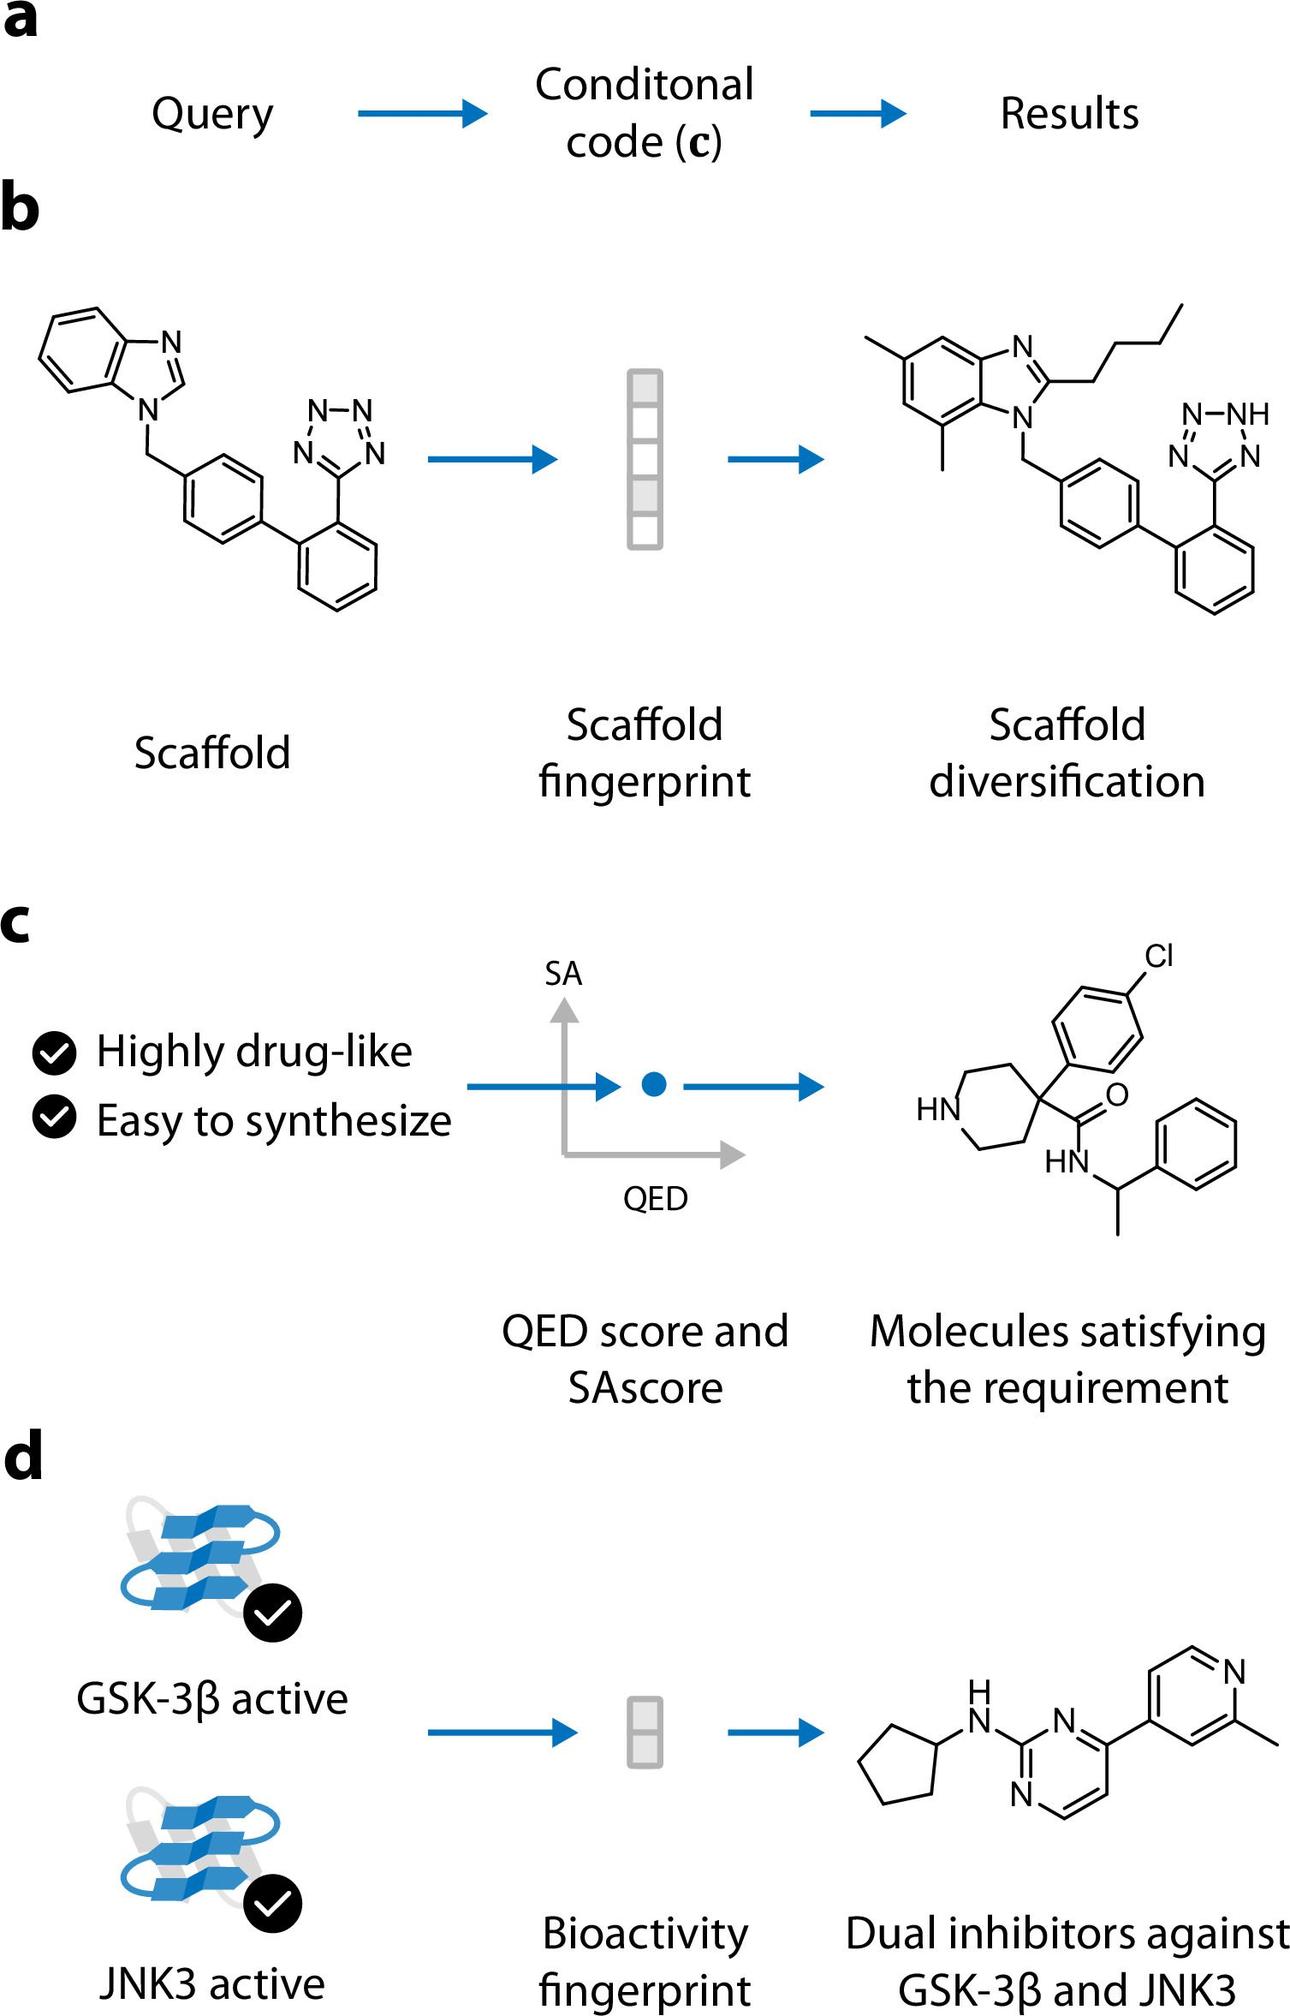 a
Query
Conditonal
code (c)
Results
b
N
N
N N
N N
N
N
N NH
N N
Scaffold
Scaffold
fingerprint
Scaffold
diversification
c
Highly drug-like
Easy to synthesize
SA
QED
Cl
HN
O
HN
QED score and
SAscore
Molecules satisfying
the requirement
d
GSK-3β active
JNK3 active
H
N
N
N
N
Bioactivity
fingerprint
Dual inhibitors against
GSK-3β and JNK3